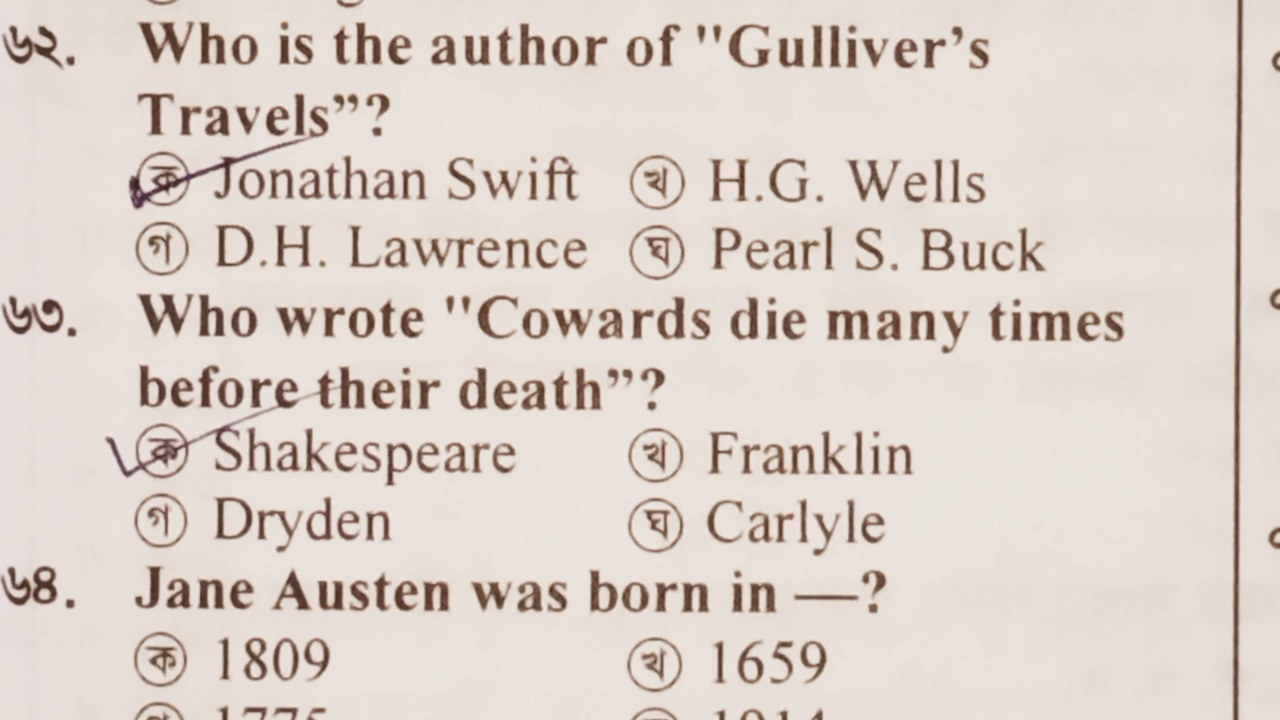 ৬২. Who is the author of "Gulliver's
Travels”?
ক Jonathan Swift খ H.G. Wells
গ D.H. Lawrence ঘ Pearl S. Buck
৬৩. Who wrote "Cowards die many times
before their death”?
ক Shakespeare খ Franklin
গ Dryden ঘ Carlyle
৬৪. Jane Austen was born in —?
ক 1809 খ 1659
1775